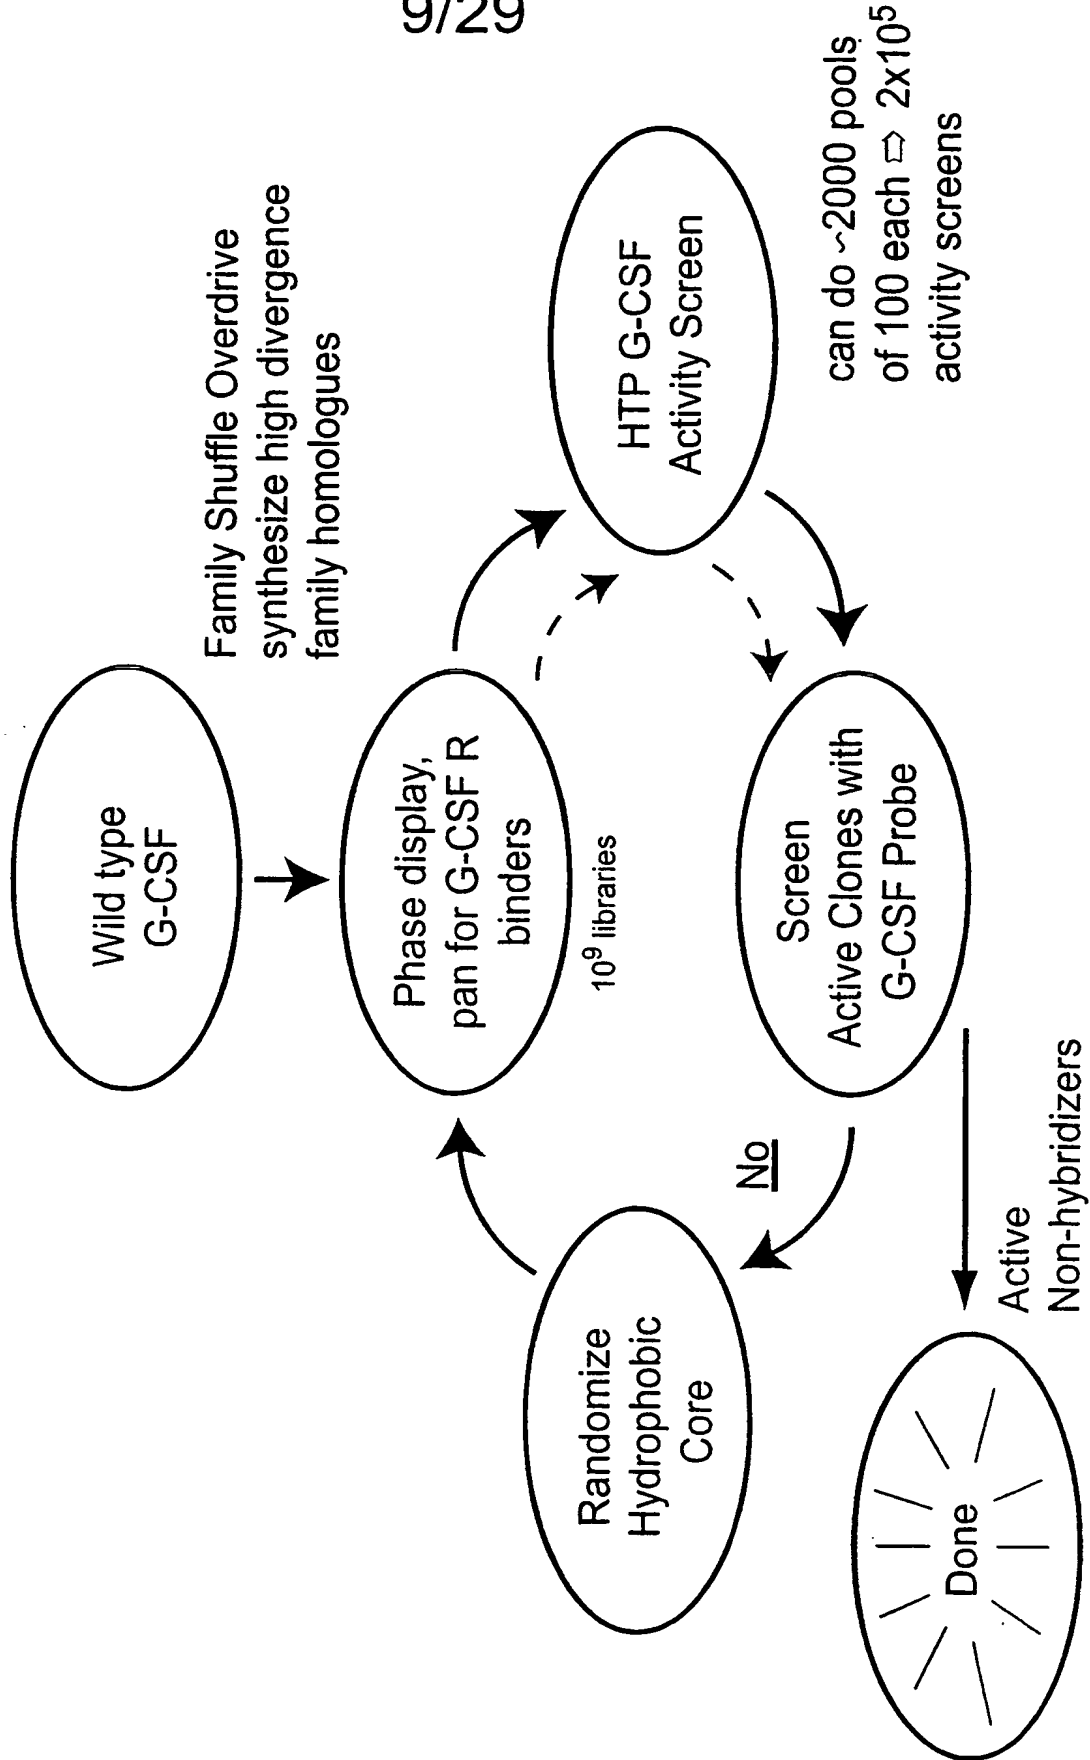 9/29
Wild type
G-CSF
Family Shuffle Overdrive
synthesize high divergence
family homologues
Phase display,
pan for G-CSF R
binders
10⁹ libraries
HTP G-CSF
Activity Screen
can do ~2000 pools
of 100 each ⇨ 2x10⁵
activity screens
Screen
Active Clones with
G-CSF Probe
No
Randomize
Hydrophobic
Core
Active
Non-hybridizers
Done